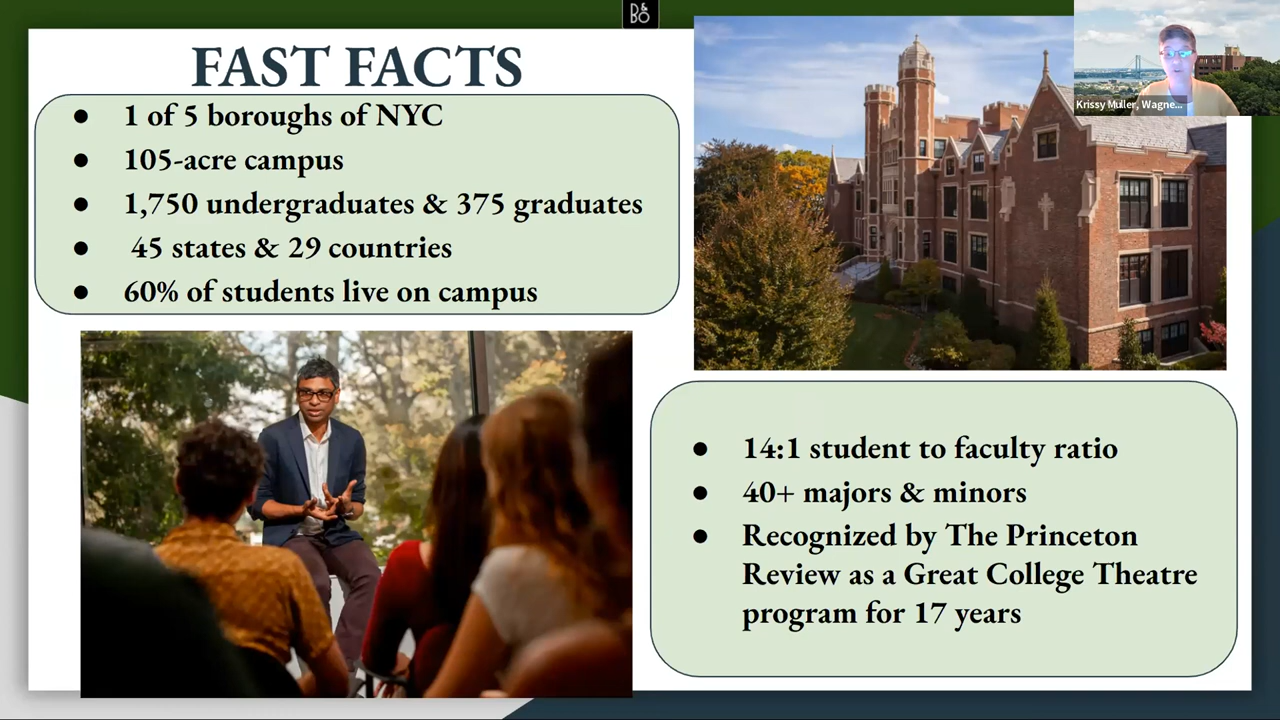 B&O
FAST FACTS
● 1 of 5 boroughs of NYC
● 105-acre campus
● 1,750 undergraduates & 375 graduates
● 45 states & 29 countries
● 60% of students live on campus
Krissy Muller, Wagne...
● 14:1 student to faculty ratio
● 40+ majors & minors
● Recognized by The Princeton
Review as a Great College Theatre
program for 17 years